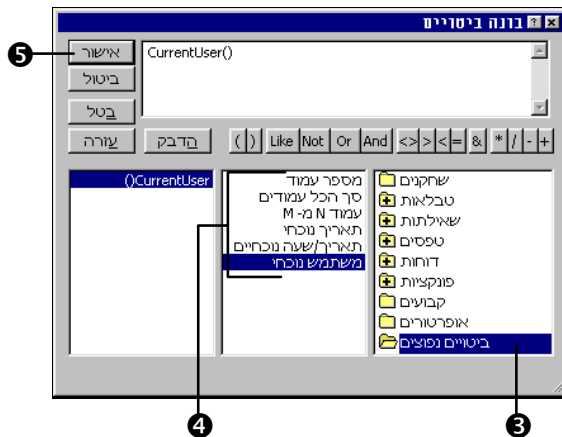 בונה ביטויים
CurrentUser()
אישור
ביטול
בטל
עזרה
הדבק
( ) Like Not Or And <> > < = & * / - +
שחקנים
טבלאות
שאילתות
טפסים
דוחות
פונקציות
קבועים
אופרטורים
ביטויים נפוצים
מספר עמוד
סך הכל עמודים
עמוד N מ- M
תאריך נוכחי
תאריך/שעה נוכחיים
משתמש נוכחי
()CurrentUser
5
4
3